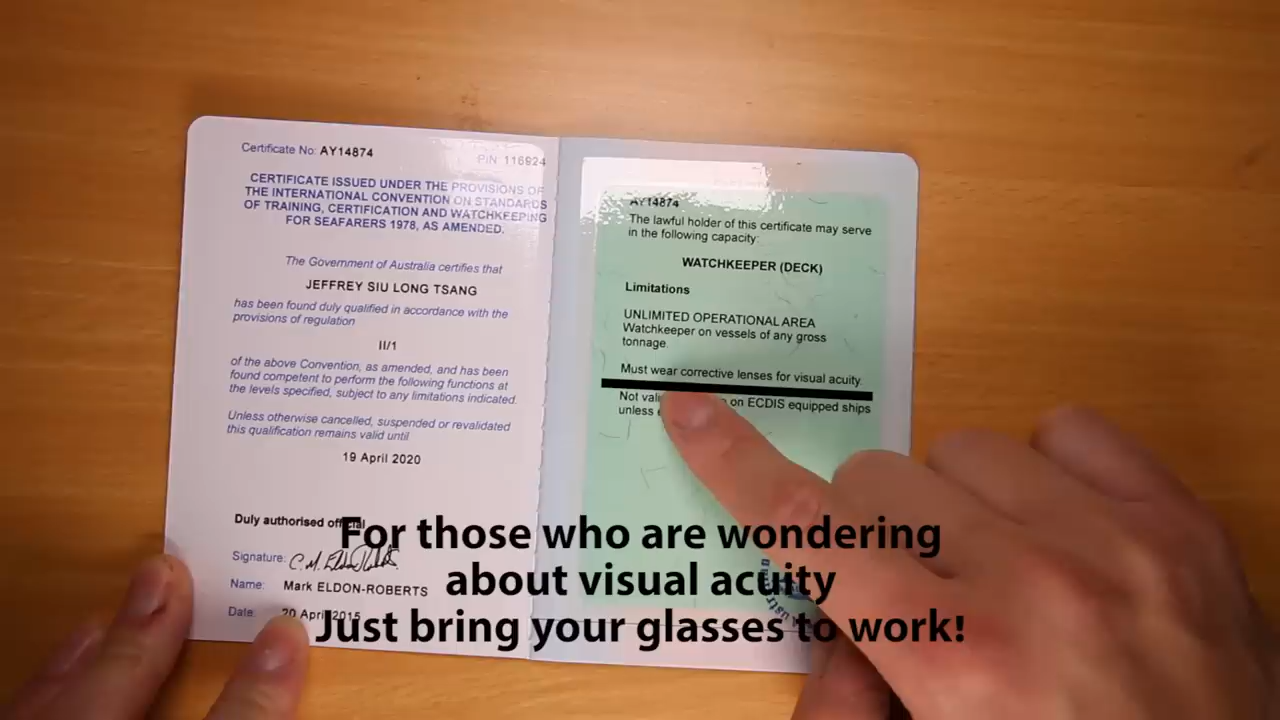 Certificate No: AY14874
PIN: 116924
CERTIFICATE ISSUED UNDER THE PROVISIONS OF
THE INTERNATIONAL CONVENTION ON STANDARDS
OF TRAINING, CERTIFICATION AND WATCHKEEPING
FOR SEAFARERS 1978, AS AMENDED.
The Government of Australia certifies that
JEFFREY SIU LONG TSANG
has been found duly qualified in accordance with the
provisions of regulation
II/1
of the above Convention, as amended, and has been
found competent to perform the following functions at
the levels specified, subject to any limitations indicated.
Unless otherwise cancelled, suspended or revalidated
this qualification remains valid until
19 April 2020
Duly authorised official
Signature:
Name: Mark ELDON-ROBERTS
Date: 20 April 2015
AY14874
The lawful holder of this certificate may serve
in the following capacity:
WATCHKEEPER (DECK)
Limitations
UNLIMITED OPERATIONAL AREA
Watchkeeper on vessels of any gross
tonnage.
Must wear corrective lenses for visual acuity.
Not on ECDIS equipped ships
unless
For those who are wondering
about visual acuity
Just bring your glasses to work!